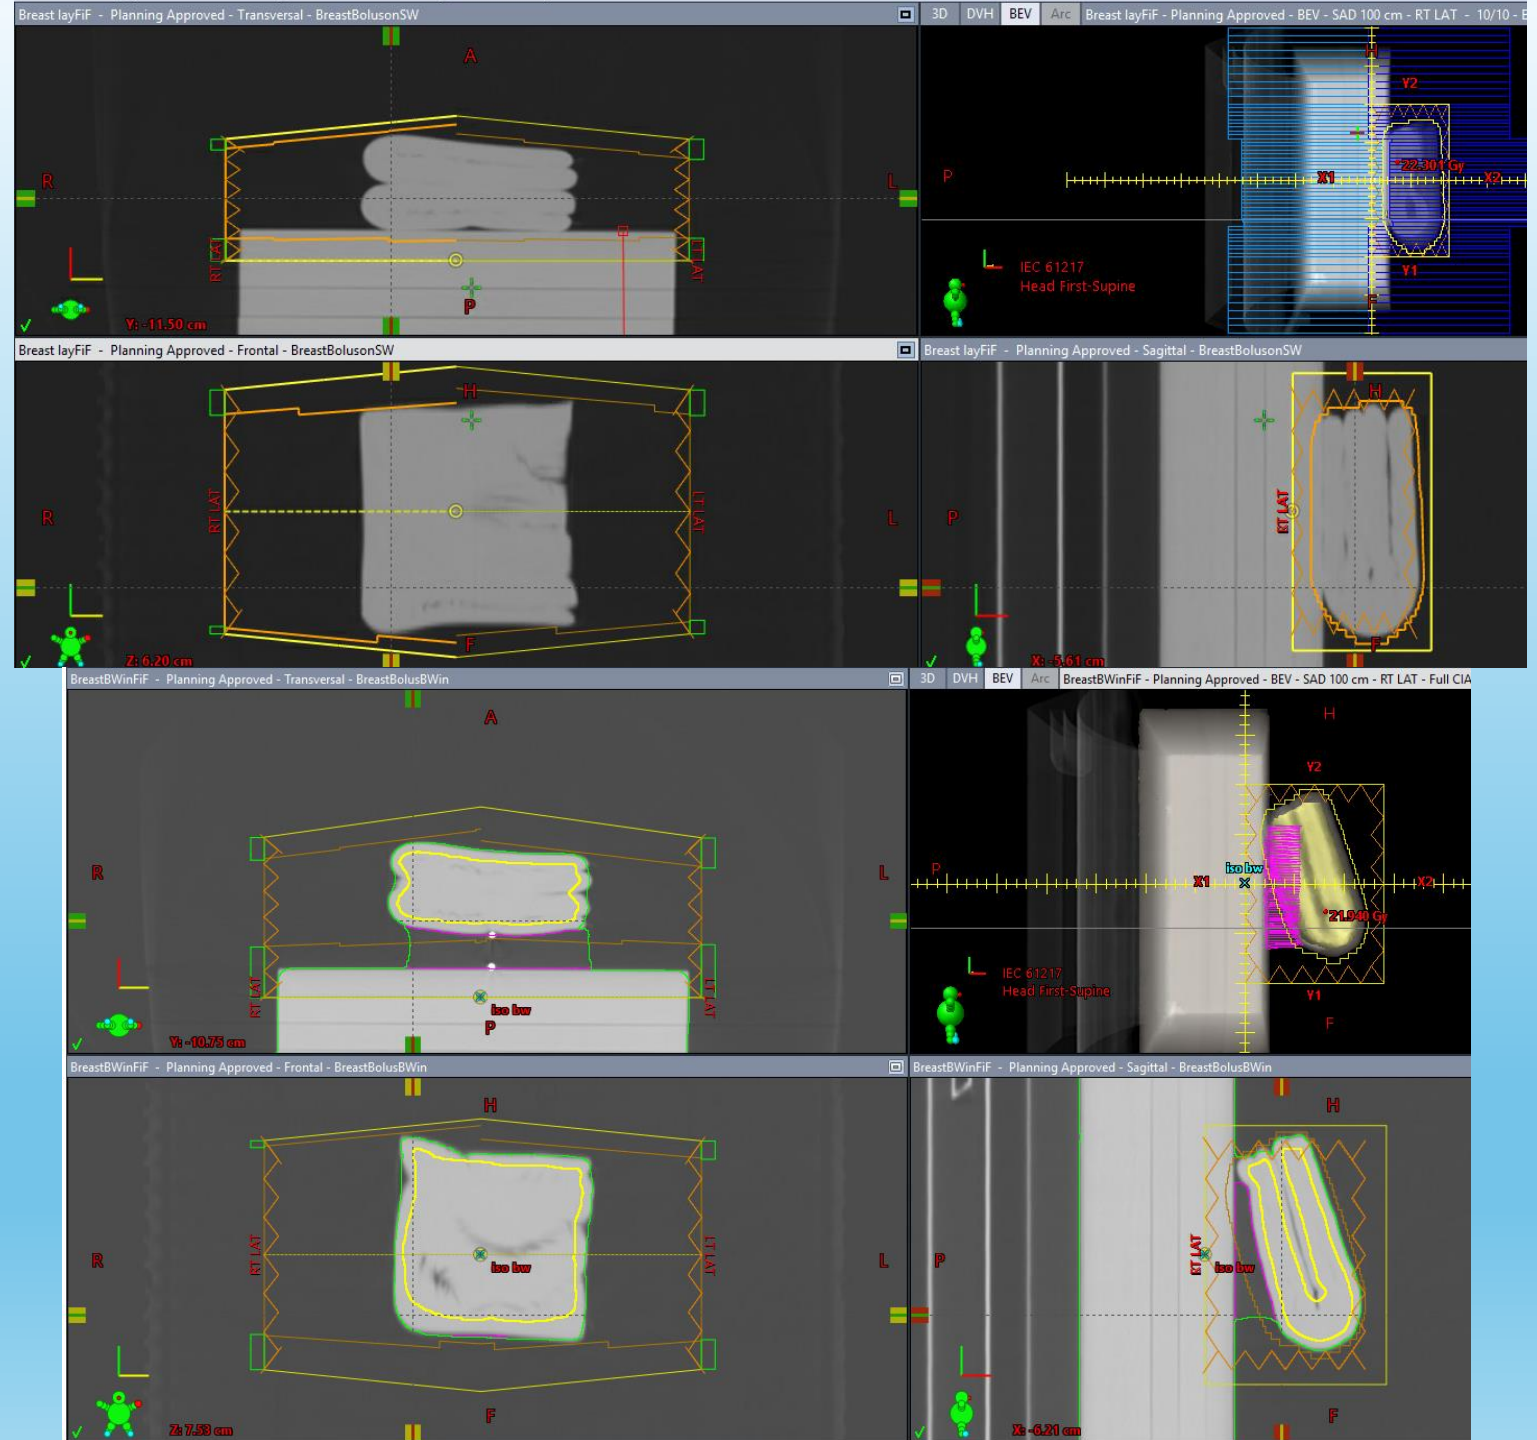 Breast layFiF - Planning Approved - Transversal - BreastBolusonSW
A
R
L
RT LAT
LT LAT
P
Y: -11.50 cm
3D DVH BEV Arc Breast layFiF - Planning Approved - BEV - SAD 100 cm - RT LAT - 10/10 - E
H
Y2
P
22.301 Gy
X1
X2
IEC 61217
Head First-Supine
Y1
F
Breast layFiF - Planning Approved - Frontal - BreastBolusonSW
H
R
L
RT LAT
LT LAT
F
Z: 6.20 cm
Breast layFiF - Planning Approved - Sagittal - BreastBolusonSW
H
P
RT LAT
F
X: -5.61 cm
BreastBWinFiF - Planning Approved - Transversal - BreastBolusBWin
A
R
L
RT LAT
LT LAT
iso bw
P
Y: -10.75 cm
3D DVH BEV Arc BreastBWinFiF - Planning Approved - BEV - SAD 100 cm - RT LAT - Full CIA
H
Y2
P
iso bw
X1
X2
21.940 Gy
IEC 61217
Head First-Supine
Y1
F
BreastBWinFiF - Planning Approved - Frontal - BreastBolusBWin
H
R
L
RT LAT
LT LAT
iso bw
F
Z: 7.53 cm
BreastBWinFiF - Planning Approved - Sagittal - BreastBolusBWin
H
P
RT LAT
iso bw
F
X: -6.21 cm